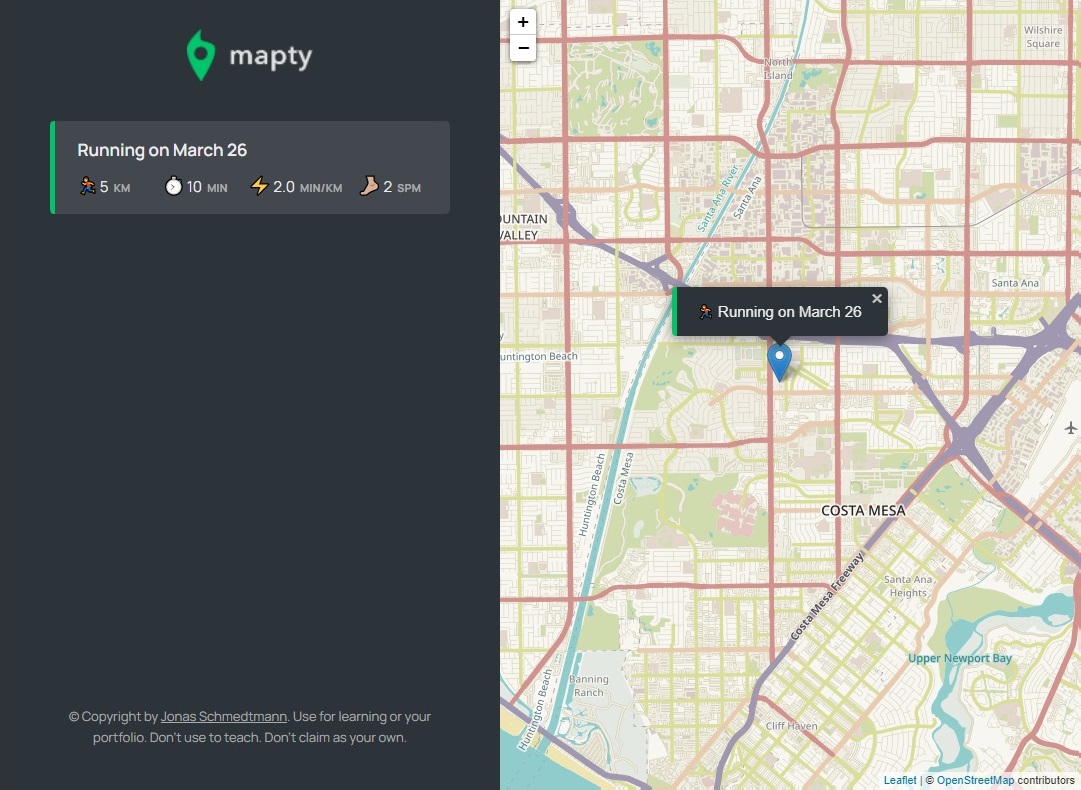 mapty
Running on March 26
5 KM
10 MIN
2.0 MIN/KM
2 SPM
© Copyright by Jonas Schmedtmann. Use for learning or your
portfolio. Don't use to teach. Don't claim as your own.
+
−
Wilshire
Square
North
Island
Santa Ana River
Santa Ana
OUNTAIN
VALLEY
Santa Ana
Running on March 26
×
untington Beach
Huntington Beach
Costa Mesa
COSTA MESA
Costa Mesa Freeway
Santa Ana
Heights
Upper Newport Bay
Banning
Ranch
Huntington Beach
Cliff Haven
Leaflet | © OpenStreetMap contributors